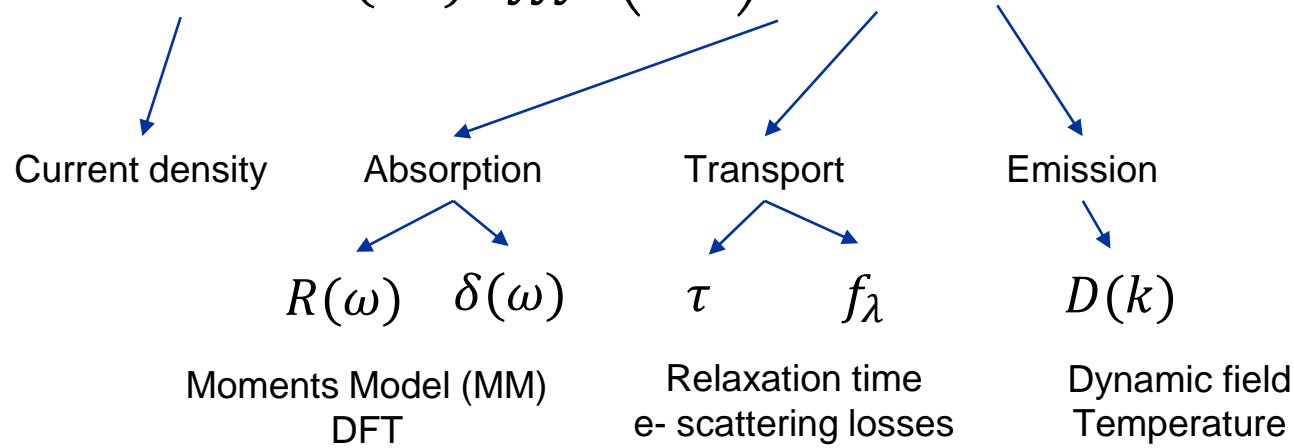 Current density Absorption Transport Emission
R(ω) δ(ω) τ f_λ D(k)
Moments Model (MM) Relaxation time Dynamic field
DFT e- scattering losses Temperature